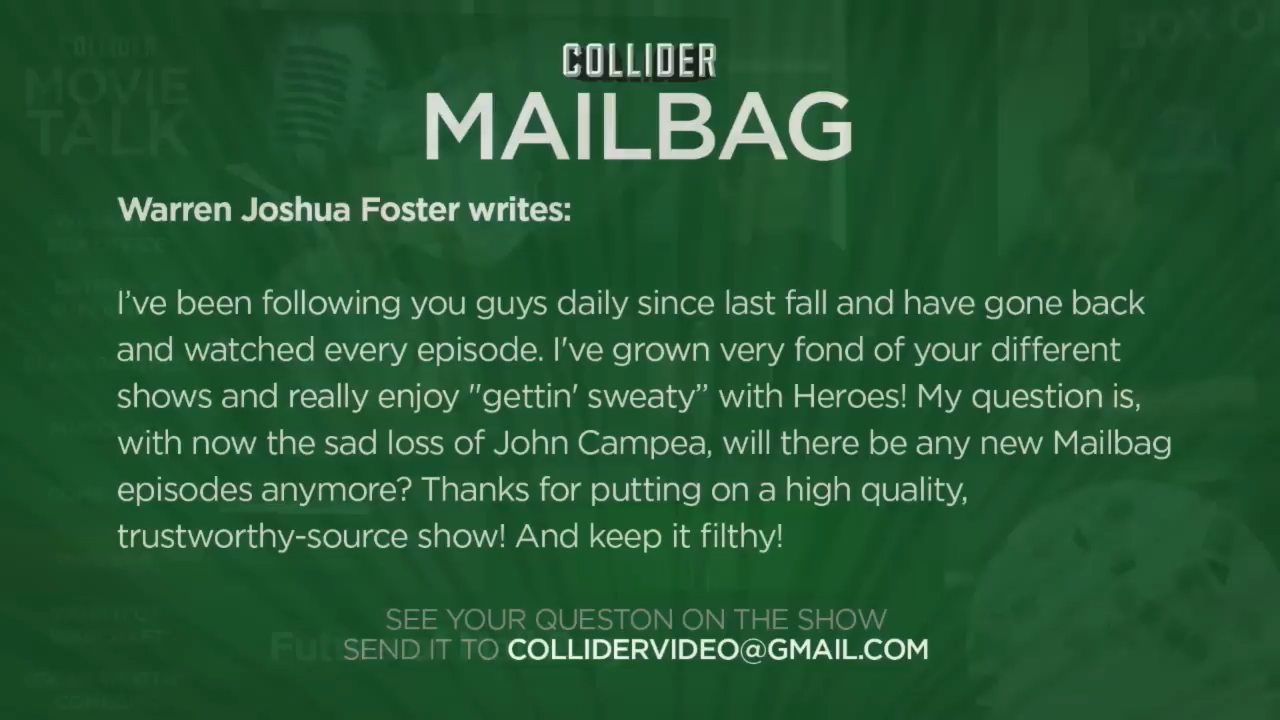 COLLIDER
MOVIE
TALK
COLLIDER
MAILBAG
Warren Joshua Foster writes:
I’ve been following you guys daily since last fall and have gone back
and watched every episode. I've grown very fond of your different
shows and really enjoy "gettin' sweaty” with Heroes! My question is,
with now the sad loss of John Campea, will there be any new Mailbag
episodes anymore? Thanks for putting on a high quality,
trustworthy-source show! And keep it filthy!
SEE YOUR QUESTON ON THE SHOW
SEND IT TO COLLIDERVIDEO@GMAIL.COM